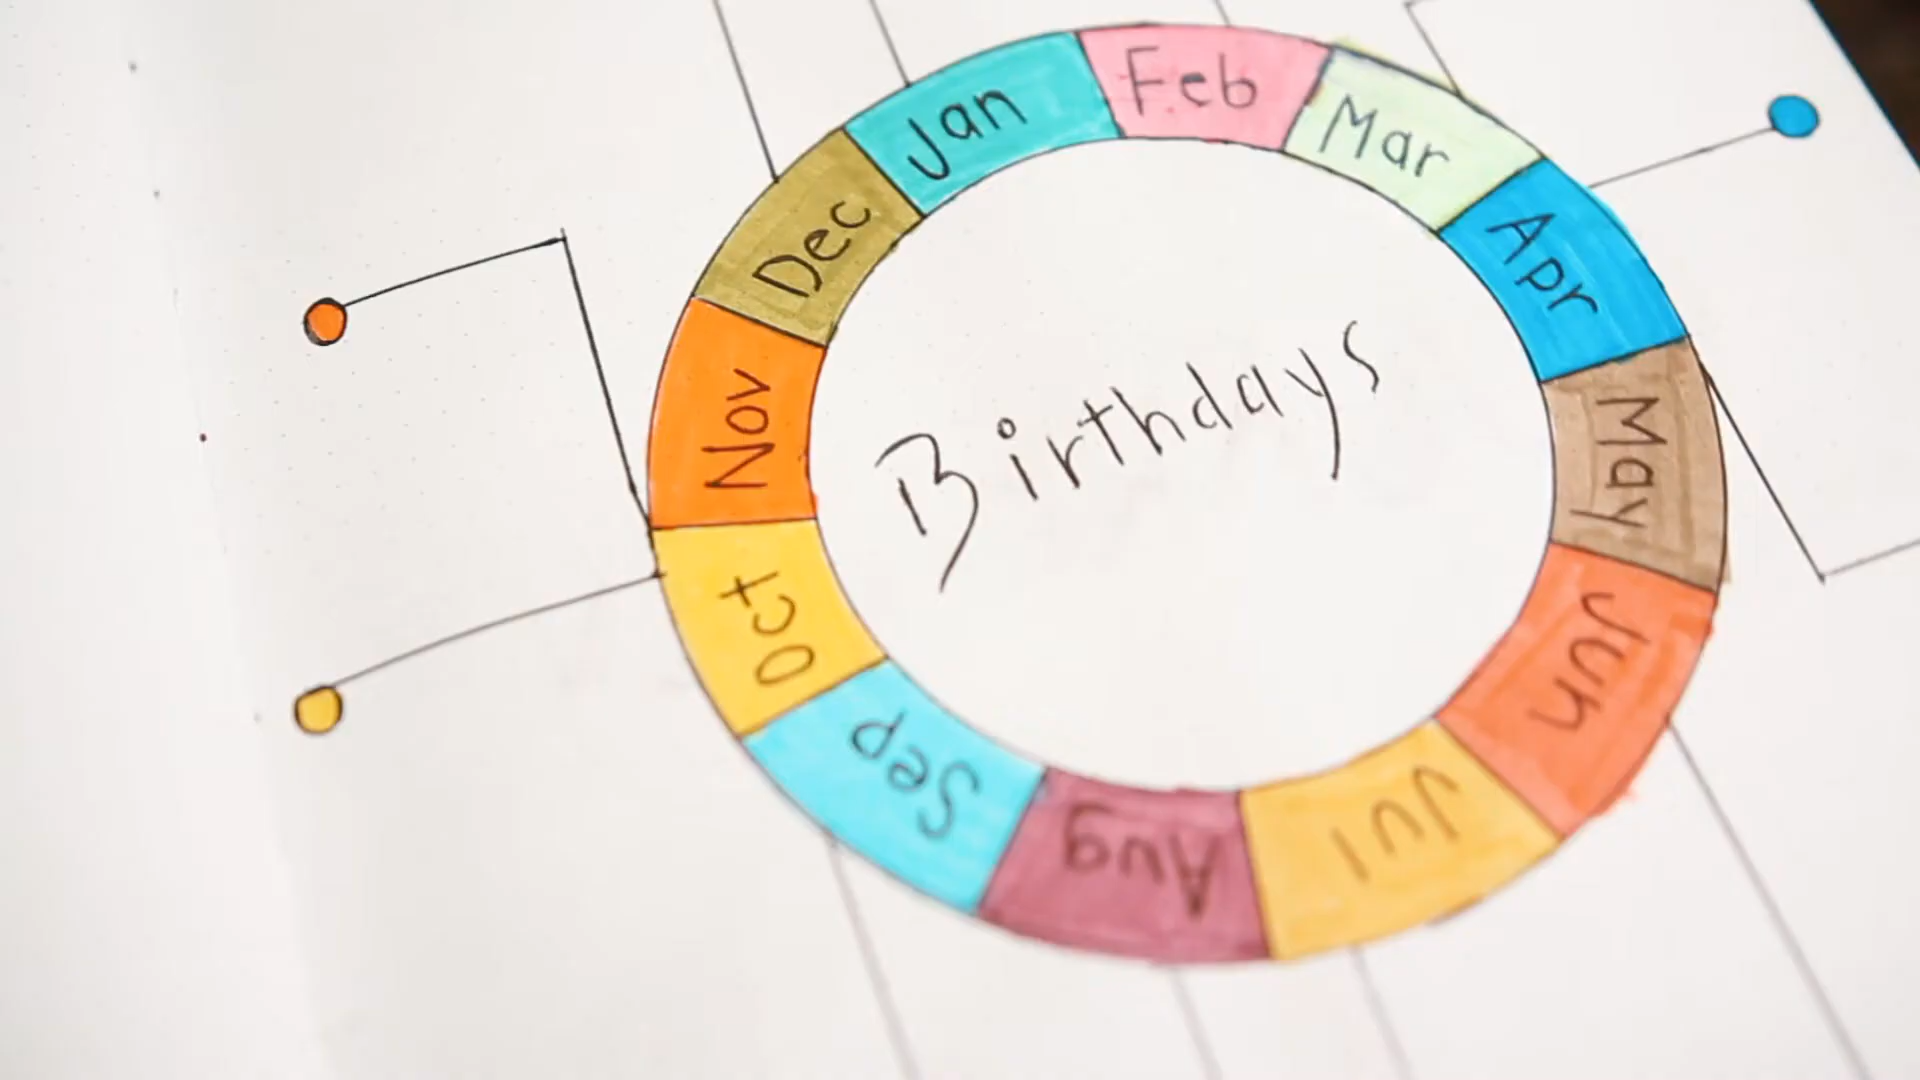 Jan
Feb
Mar
Apr
May
Jun
Jul
Aug
Sep
Oct
Nov
Dec
Birthdays